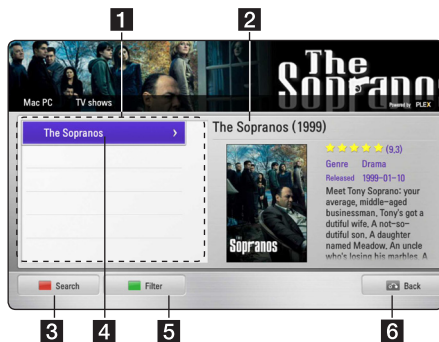 1
2
The
Sopranos
Powered by PLEX
Mac PC
TV shows
The Sopranos
The Sopranos (1999)
(9,3)
Genre Drama
Released 1999-01-10
Meet Tony Soprano: your
average, middle-aged
businessman, Tony's got a
dutiful wife, A not-so-
dutiful son, A daughter
named Meadow, An uncle
who's losing his marbles, A
THE
Sopranos
Search
Filter
Back
3
4
5
6